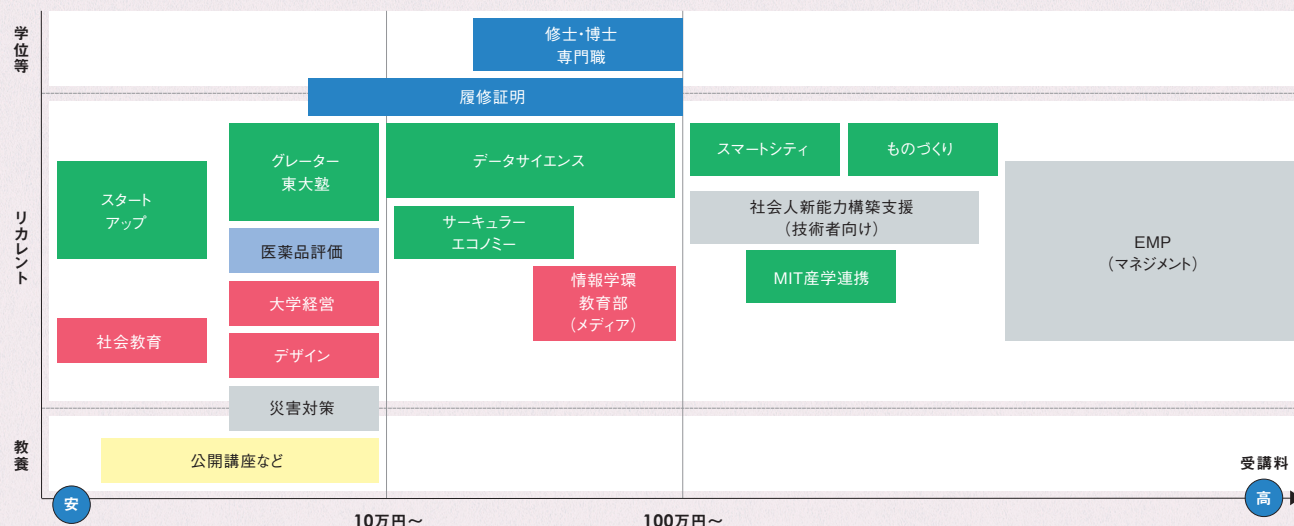 学位等
修士・博士
専門職
履修証明
リカレント
スタート
アップ
グレーター
東大塾
データサイエンス
スマートシティ
ものづくり
サーキュラー
エコノミー
医薬品評価
社会人新能力構築支援
（技術者向け）
EMP
（マネジメント）
情報学環
教育部
（メディア）
MIT産学連携
大学経営
社会教育
デザイン
災害対策
教養
公開講座など
受講料
安
高
10万円〜
100万円〜